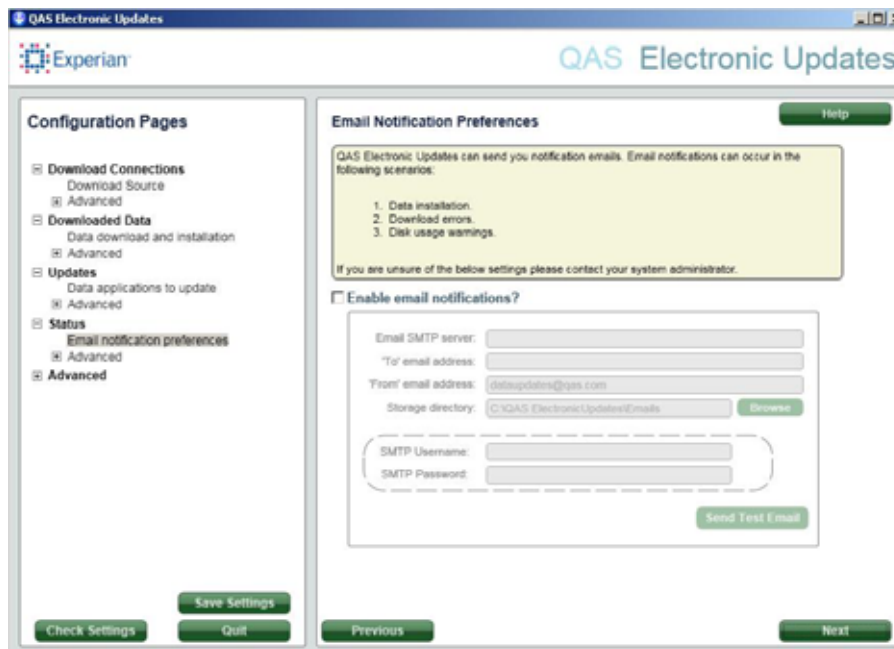 QAS Electronic Updates
Experian
QAS Electronic Updates
Configuration Pages
Download Connections
Download Source
Advanced
Downloaded Data
Data download and installation
Advanced
Updates
Data applications to update
Advanced
Status
Email notification preferences
Advanced
Advanced
Save Settings
Check Settings
Quit
Email Notification Preferences
Help
QAS Electronic Updates can send you notification emails. Email notifications can occur in the
following scenarios:
1. Data installation.
2. Download errors.
3. Disk usage warnings.
If you are unsure of the below settings please contact your system administrator.
Enable email notifications?
Email SMTP server:
'To' email address:
'From' email address: dataupdates@qas.com
Storage directory: C:\QAS ElectronicUpdates\Emails Browse
SMTP Username:
SMTP Password:
Send Test Email
Previous
Next